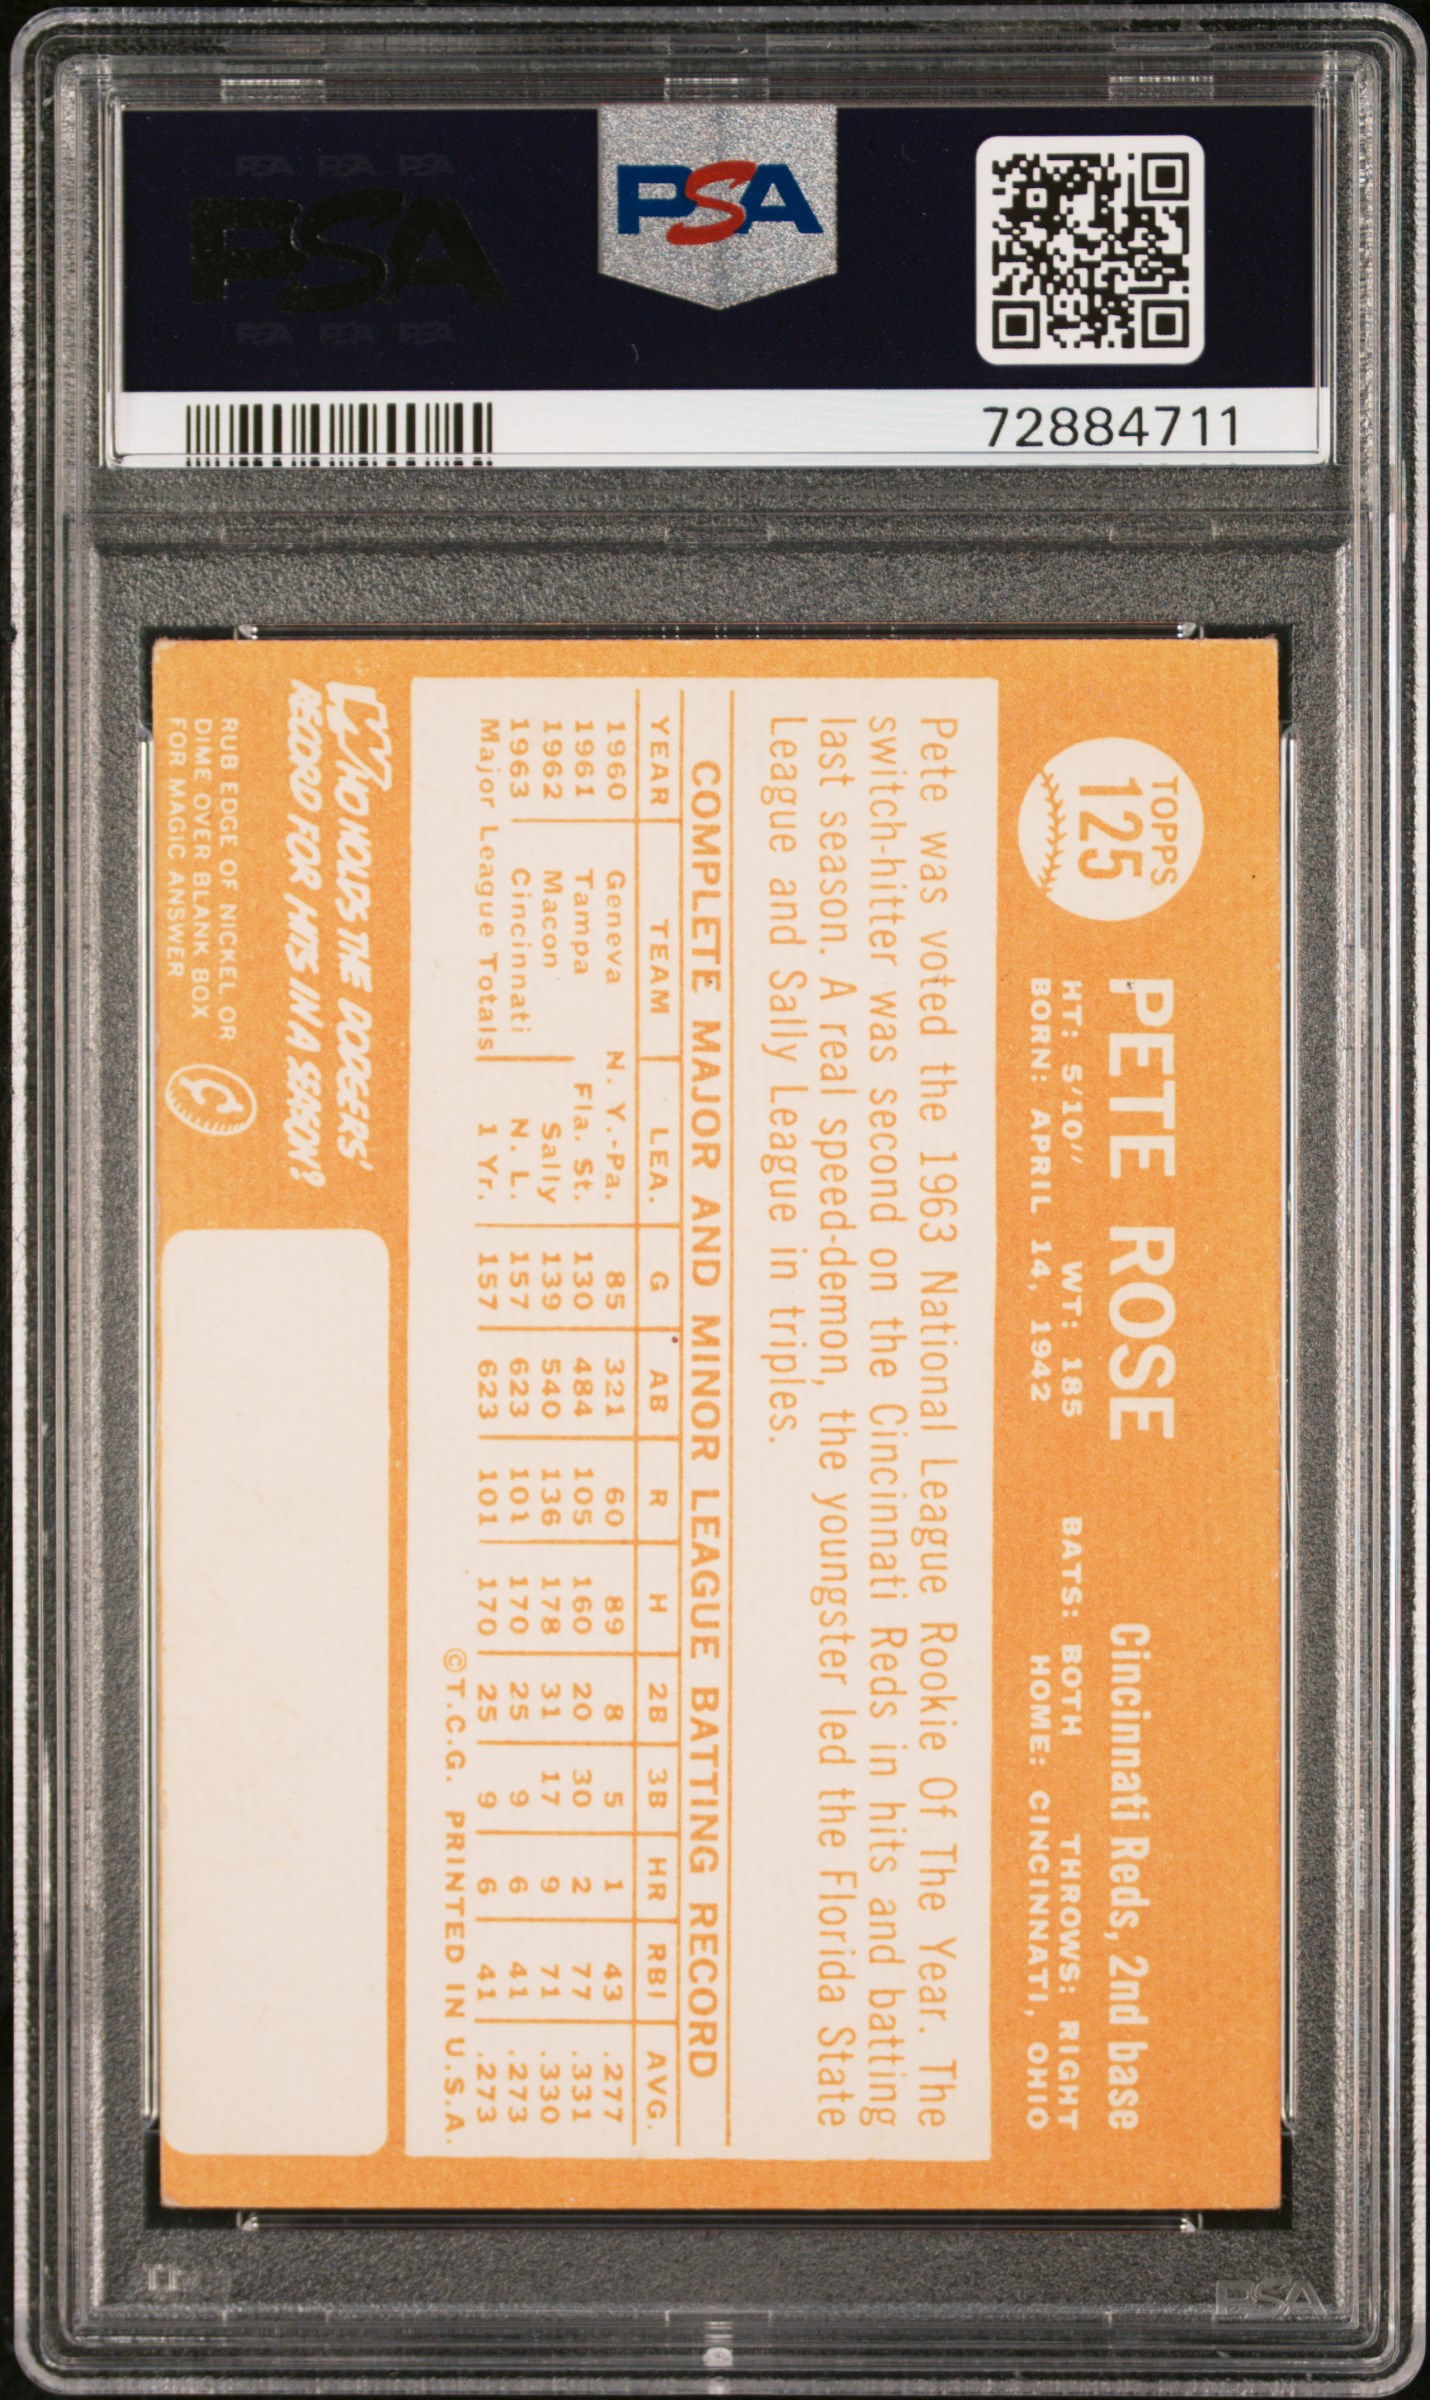 PSA PSA PSA
PSA
PSA PSA PSA
PSA
72884711
TOPPS
125
PETE ROSE Cincinnati Reds, 2nd base
HT: 5'10" WT: 185 BATS: BOTH THROWS: RIGHT
BORN: APRIL 14, 1942 HOME: CINCINNATI, OHIO
Pete was voted the 1963 National League Rookie Of The Year. The
switch-hitter was second on the Cincinnati Reds in hits and batting
last season. A real speed-demon, the youngster led the Florida State
League and Sally League in triples.
COMPLETE MAJOR AND MINOR LEAGUE BATTING RECORD
YEAR TEAM LEA. G AB R H 2B 3B HR RBI AVG.
1960 Geneva N. Y.-Pa. 85 321 60 89 8 5 1 43 .277
1961 Tampa Fla. St. 130 484 105 160 20 30 2 77 .331
1962 Macon Sally 139 540 136 178 31 17 9 71 .330
1963 Cincinnati N. L. 157 623 101 170 25 9 6 41 .273
Major League Totals 1 Yr. 157 623 101 170 25 9 6 41 .273
©T.C.G. PRINTED IN U.S.A.
WHO HOLDS THE DODGERS'
RECORD FOR HITS IN A SEASON?
RUB EDGE OF NICKEL OR
DIME OVER BLANK BOX
FOR MAGIC ANSWER
C
PSA